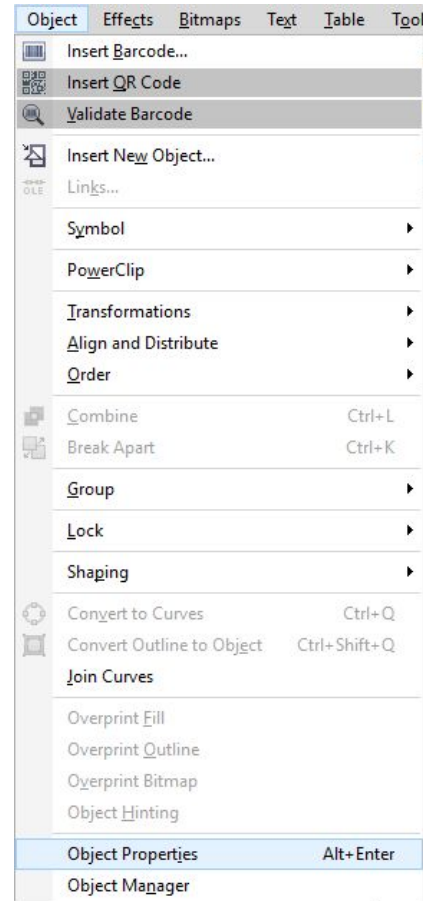 Object Effects Bitmaps Text Table Tool
Insert Barcode...
Insert QR Code
Validate Barcode
Insert New Object...
OLE Links...
Symbol
PowerClip
Transformations
Align and Distribute
Order
Combine Ctrl+L
Break Apart Ctrl+K
Group
Lock
Shaping
Convert to Curves Ctrl+Q
Convert Outline to Object Ctrl+Shift+Q
Join Curves
Overprint Fill
Overprint Outline
Overprint Bitmap
Object Hinting
Object Properties Alt+Enter
Object Manager